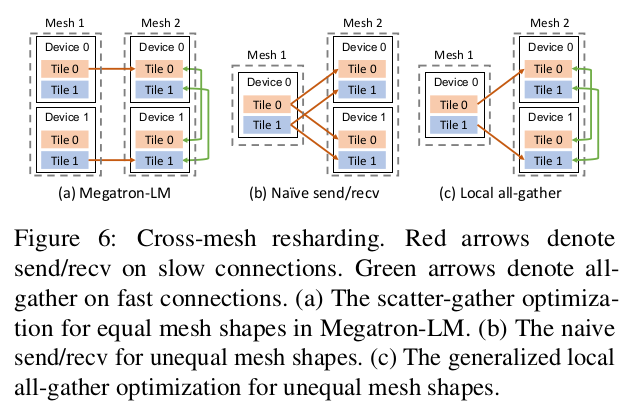 Mesh 1
Mesh 2
Device 0
Tile 0
Tile 1
Device 1
Tile 0
Tile 1
Device 0
Tile 0
Tile 1
Device 1
Tile 0
Tile 1
(a) Megatron-LM
Mesh 1
Mesh 2
Device 0
Tile 0
Tile 1
Device 0
Tile 0
Tile 1
Device 1
Tile 0
Tile 1
(b) Naïve send/recv
Mesh 1
Mesh 2
Device 0
Tile 0
Tile 1
Device 0
Tile 0
Tile 1
Device 1
Tile 0
Tile 1
(c) Local all-gather
Figure 6: Cross-mesh resharding. Red arrows denote
send/recv on slow connections. Green arrows denote all-
gather on fast connections. (a) The scatter-gather optimiza-
tion for equal mesh shapes in Megatron-LM. (b) The naive
send/recv for unequal mesh shapes. (c) The generalized local
all-gather optimization for unequal mesh shapes.